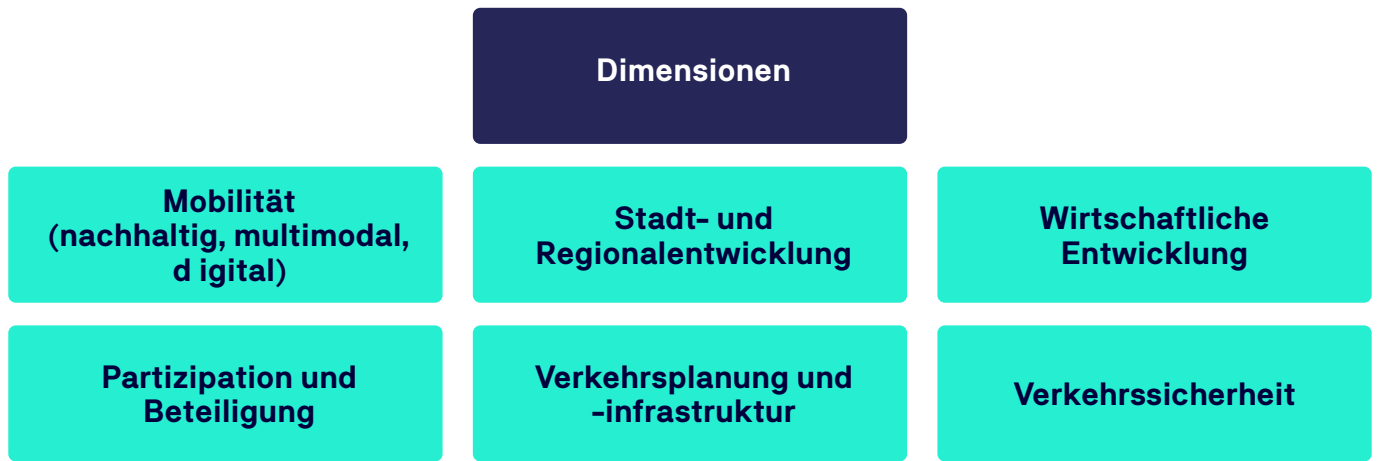 Dimensionen
Mobilität
(nachhaltig, multimodal,
d igital)
Stadt- und
Regionalentwicklung
Wirtschaftliche
Entwicklung
Partizipation und
Beteiligung
Verkehrsplanung und
-infrastruktur
Verkehrssicherheit